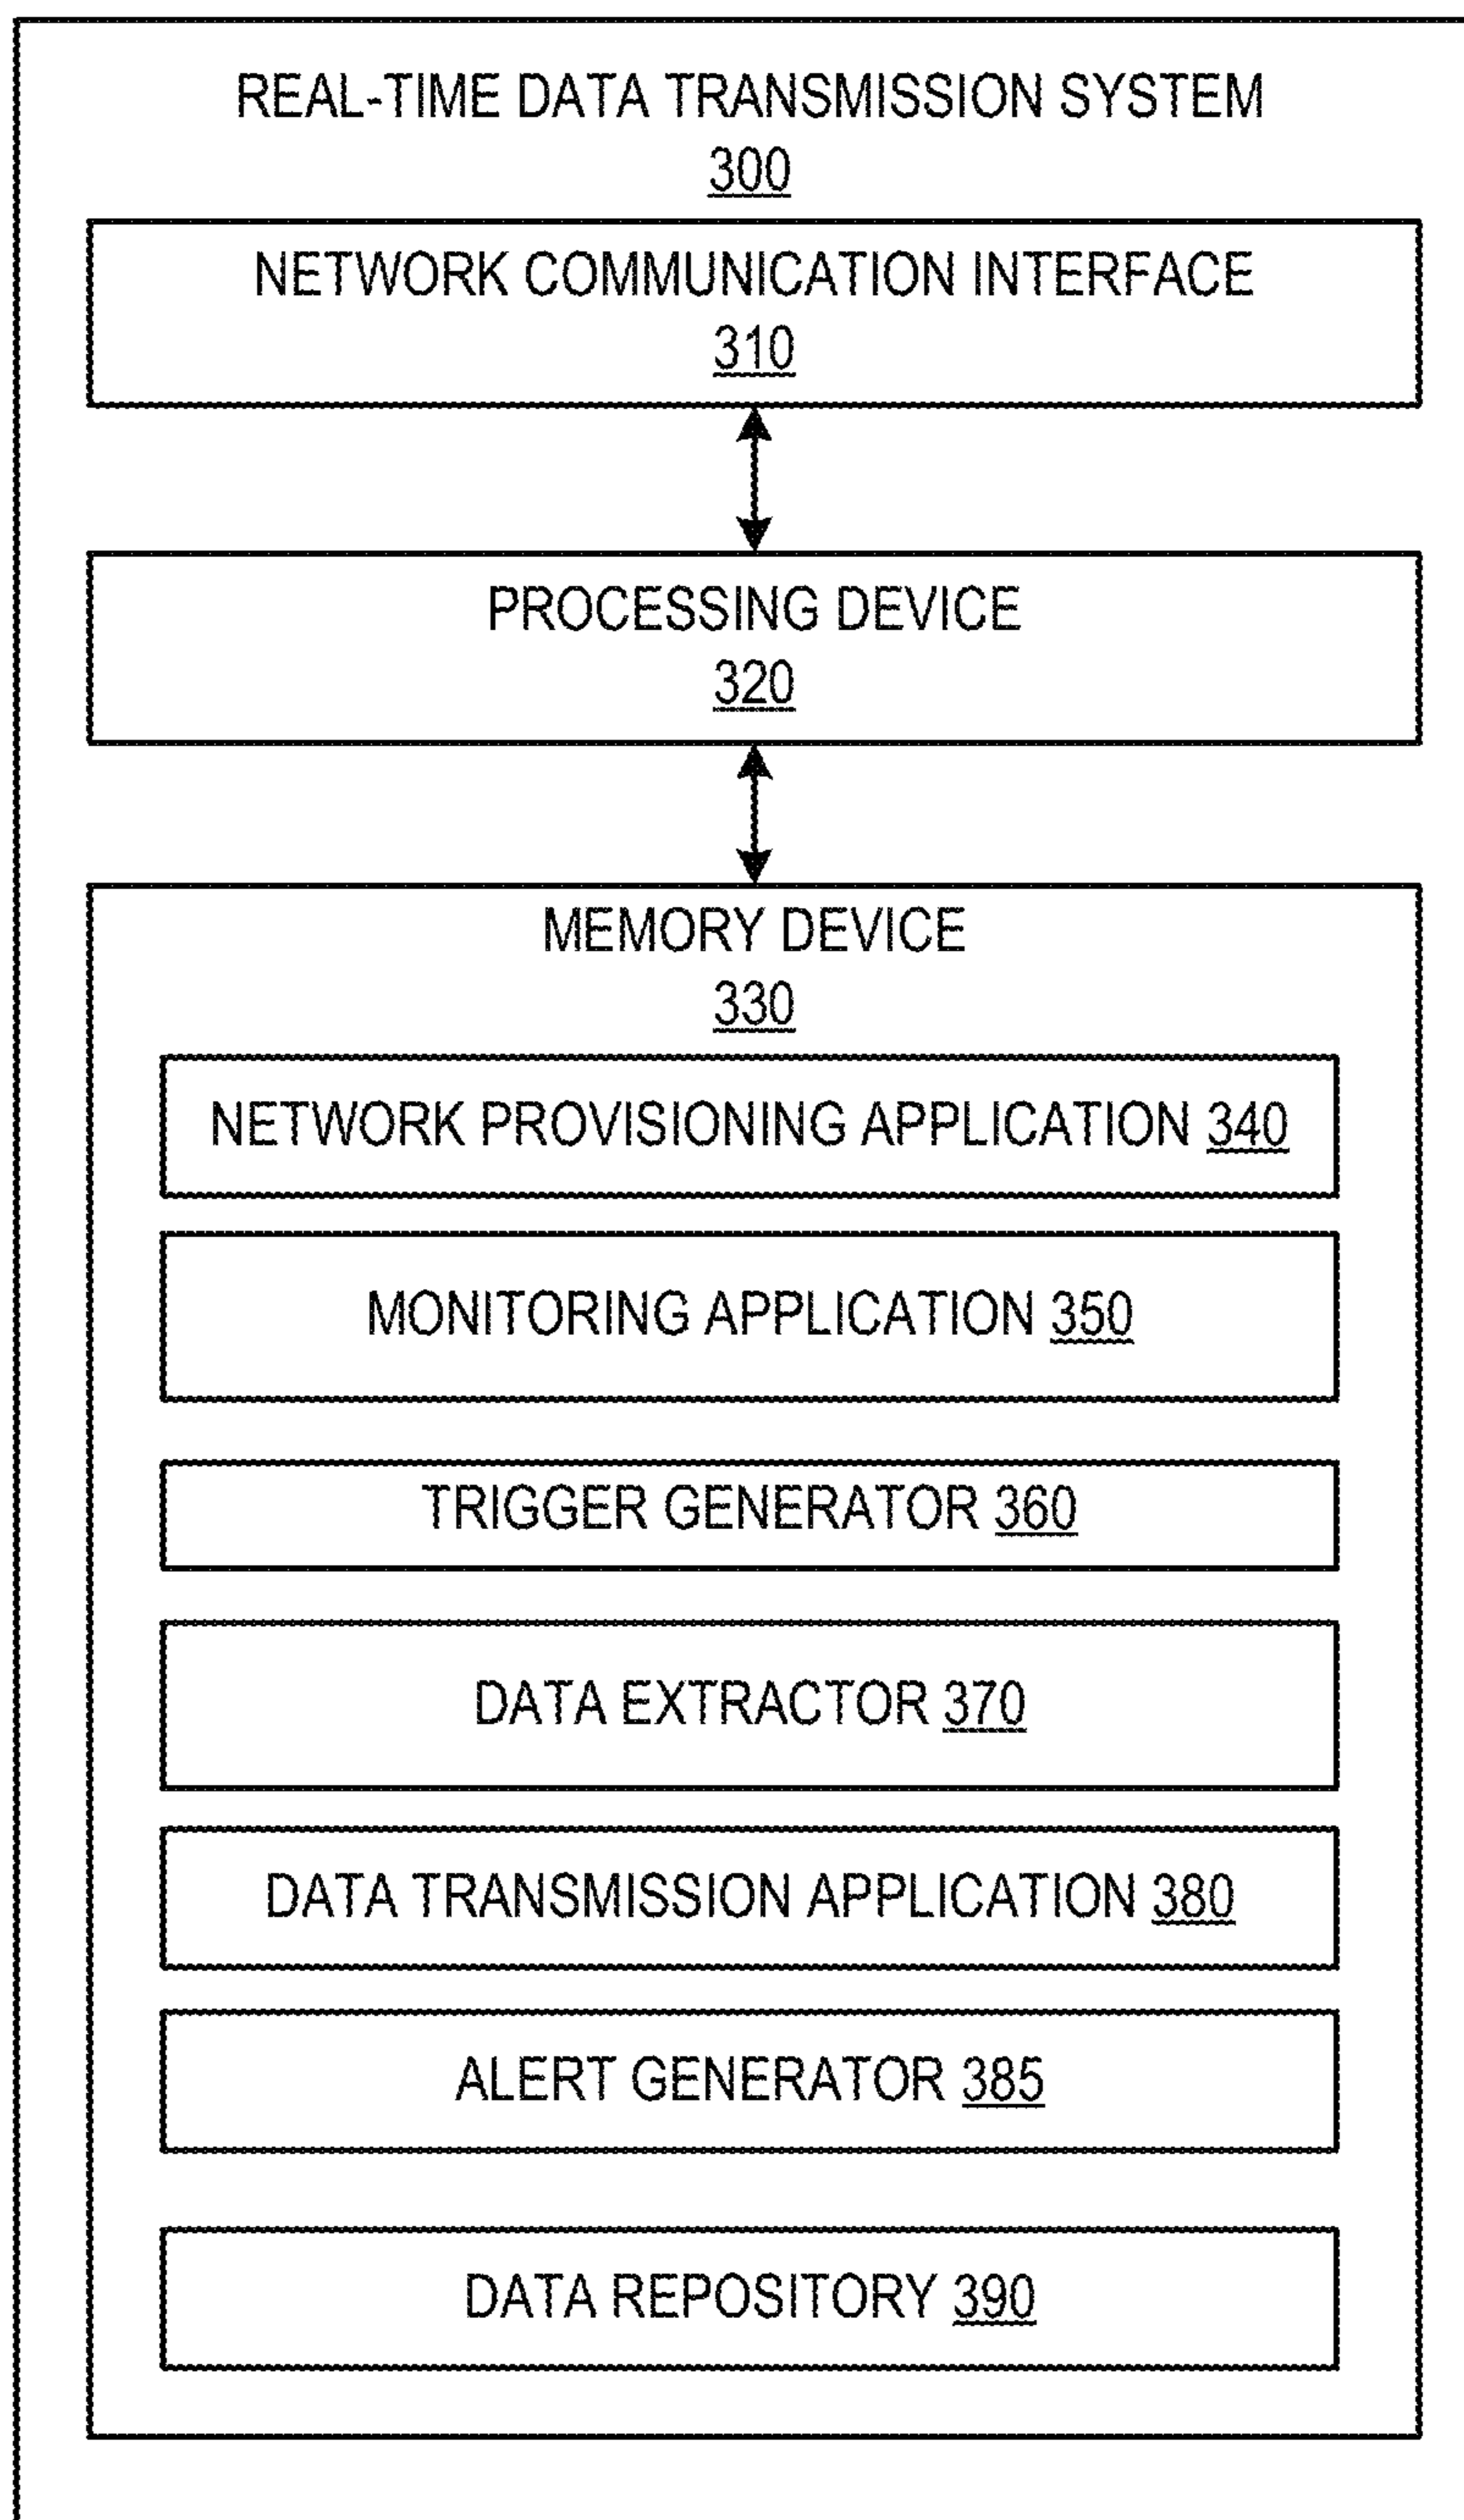 REAL-TIME DATA TRANSMISSION SYSTEM
300
NETWORK COMMUNICATION INTERFACE
310
PROCESSING DEVICE
320
MEMORY DEVICE
330
NETWORK PROVISIONING APPLICATION 340
MONITORING APPLICATION 350
TRIGGER GENERATOR 360
DATA EXTRACTOR 370
DATA TRANSMISSION APPLICATION 380
ALERT GENERATOR 385
DATA REPOSITORY 390